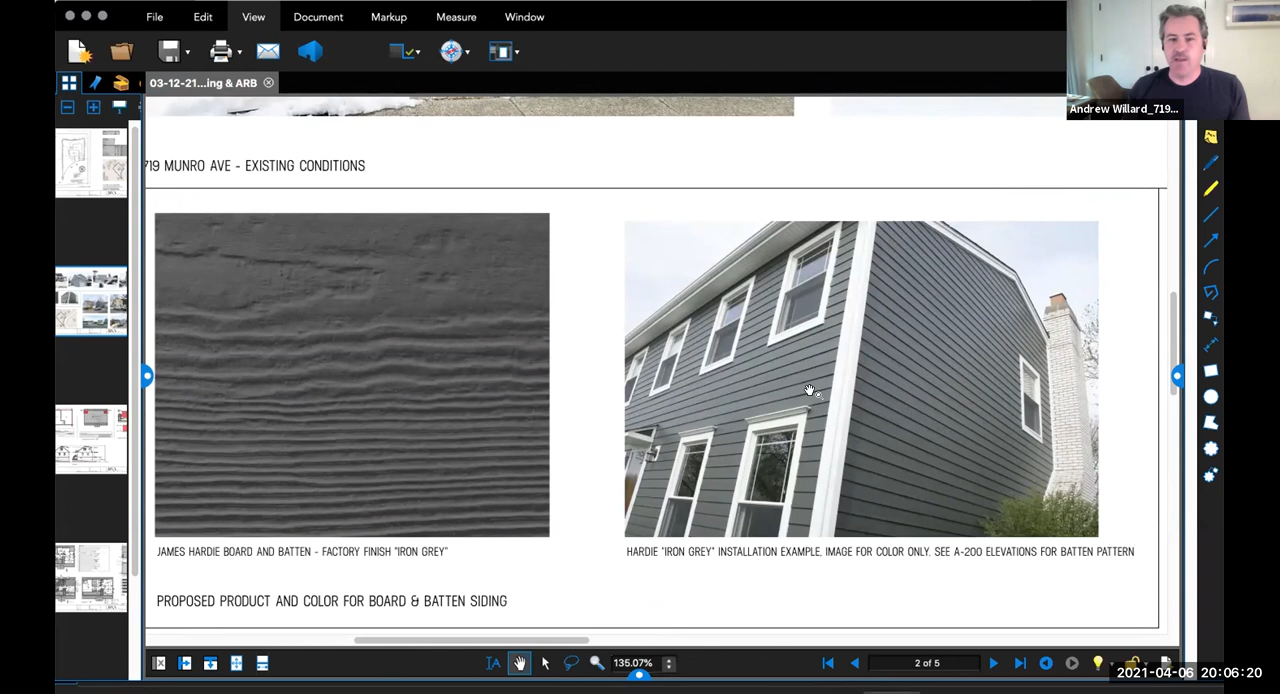 File Edit View Document Markup Measure Window
03-12-21...ing & ARB
Andrew Willard_719...
719 MUNRO AVE - EXISTING CONDITIONS
JAMES HARDIE BOARD AND BATTEN - FACTORY FINISH "IRON GREY"
HARDIE "IRON GREY" INSTALLATION EXAMPLE, IMAGE FOR COLOR ONLY. SEE A-200 ELEVATIONS FOR BATTEN PATTERN
PROPOSED PRODUCT AND COLOR FOR BOARD & BATTEN SIDING
135.07%
2 of 5
2021-04-06 20:06:20